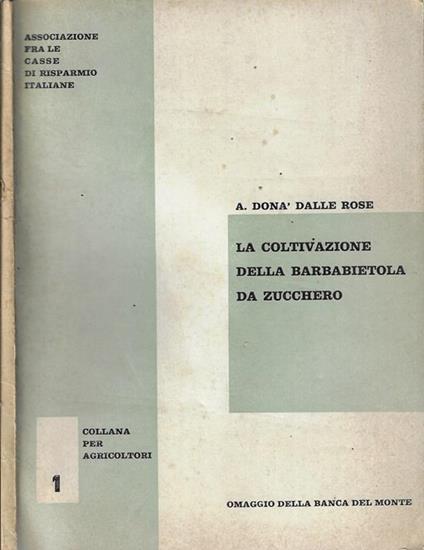 ASSOCIAZIONE
FRA LE
CASSE
DI RISPARMIO
ITALIANE
A. DONA' DALLE ROSE
LA COLTIVAZIONE
DELLA BARBABIETOLA
DA ZUCCHERO
COLLANA
PER
AGRICOLTORI
1
OMAGGIO DELLA BANCA DEL MONTE